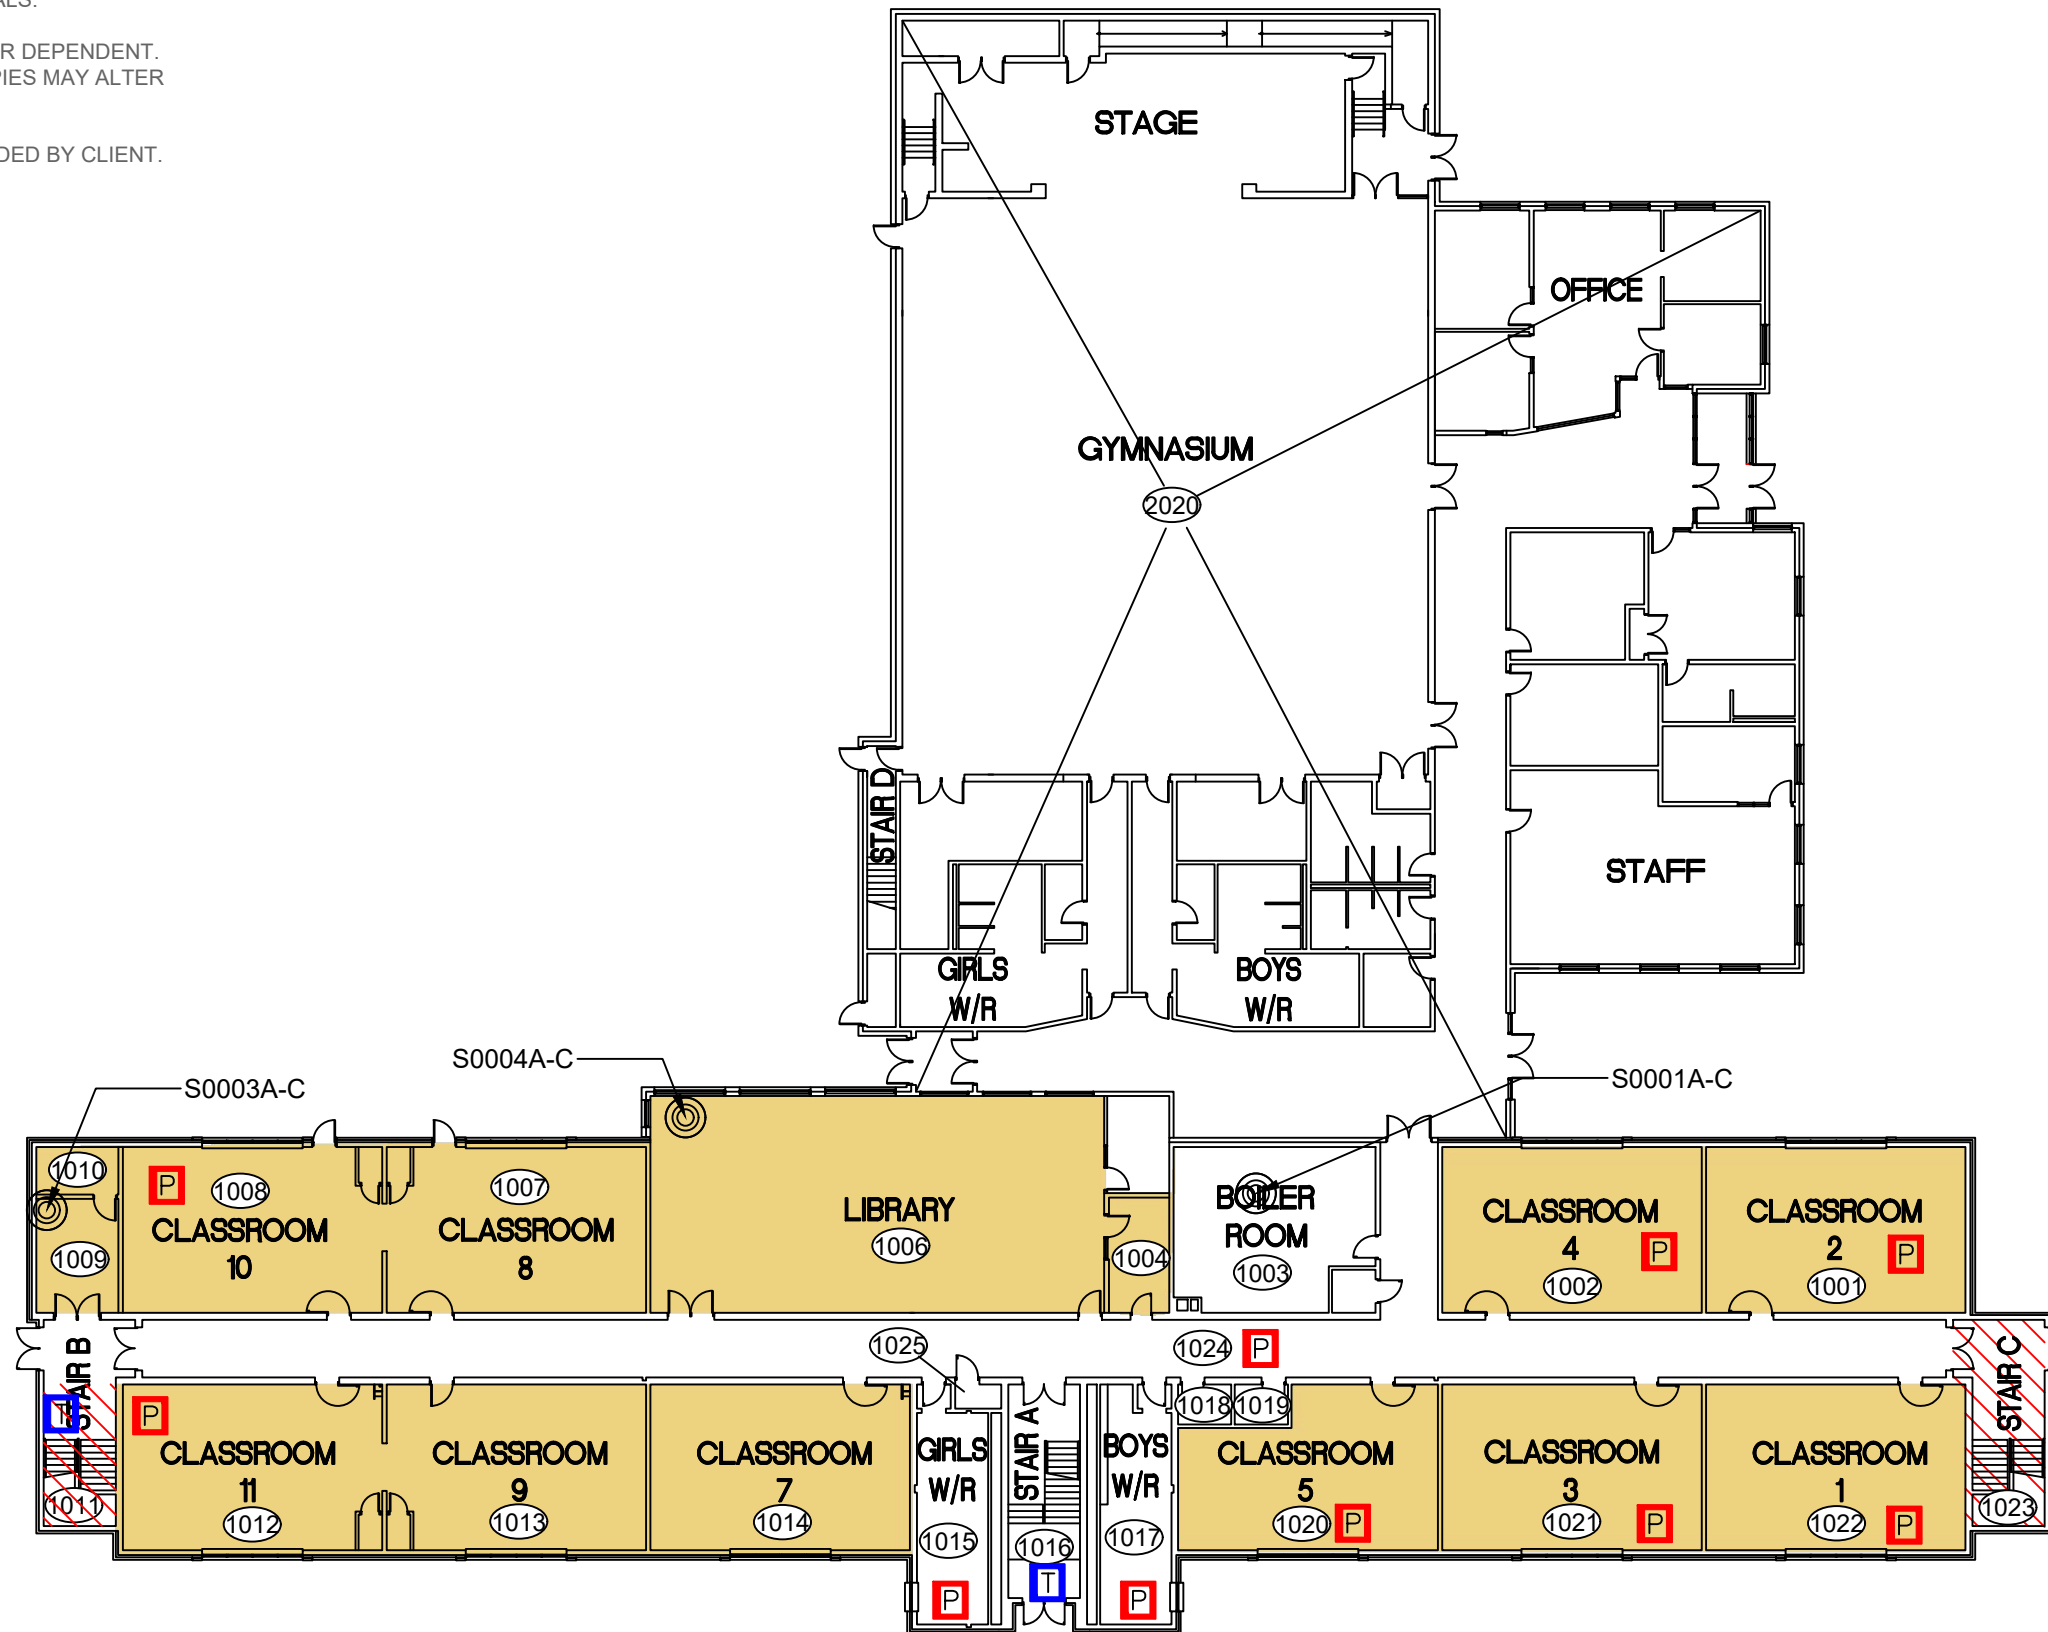 ALS.
R DEPENDENT.
PIES MAY ALTER
DED BY CLIENT.
STAGE
OFFICE
GYMNASIUM
2020
STAIR D
STAFF
GIRLS
W/R
BOYS
W/R
S0004A-C
S0003A-C
S0001A-C
1010
P
1008
CLASSROOM
10
1009
1007
CLASSROOM
8
LIBRARY
1006
1004
BOILER
ROOM
1003
CLASSROOM
4
P
1002
CLASSROOM
2
P
1001
STAIR B
T
1011
1025
1024
P
STAIR C
1023
P
CLASSROOM
11
1012
CLASSROOM
9
1013
CLASSROOM
7
1014
GIRLS
W/R
1015
P
STAIR A
1016
T
BOYS
W/R
1017
P
1018
1019
CLASSROOM
5
1020
P
CLASSROOM
3
1021
P
CLASSROOM
1
1022
P